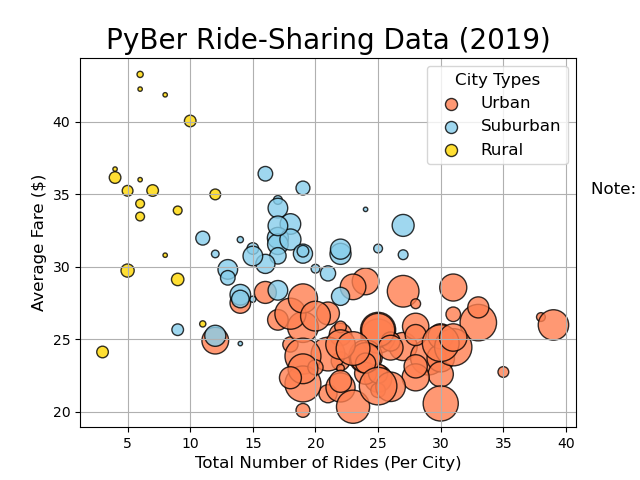 PyBer Ride-Sharing Data (2019)
City Types
Urban
Suburban
Rural
Note:
Average Fare ($)
40
35
30
25
20
5 10 15 20 25 30 35 40
Total Number of Rides (Per City)